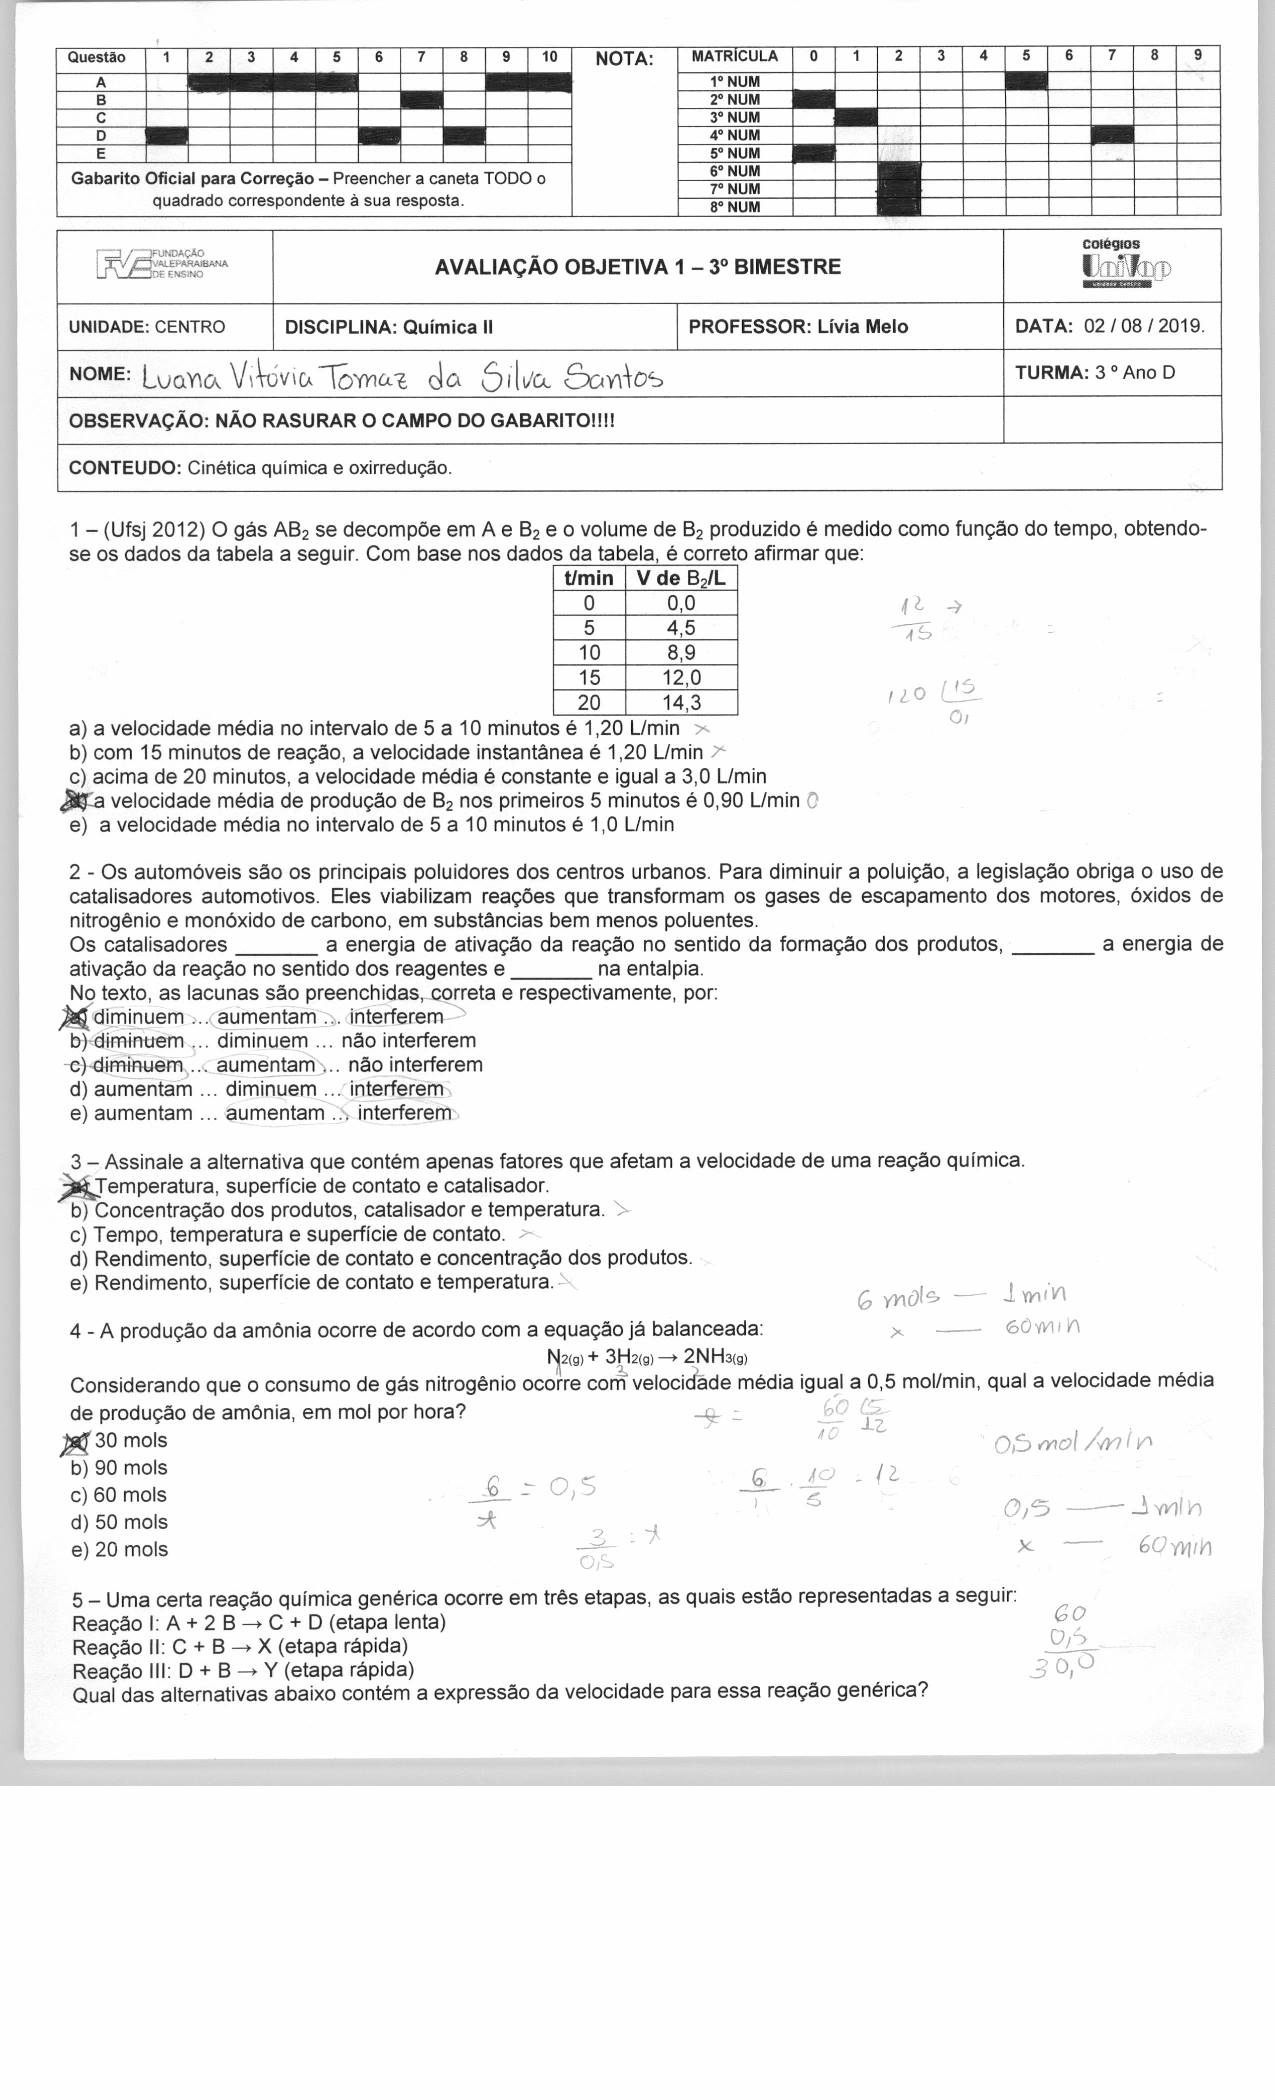 Questão 1 2 3 4 5 6 7 8 9 10 NOTA: MATRÍCULA 0 1 2 3 4 5 6 7 8 9
A 1º NUM
B 2º NUM
C 3º NUM
D 4º NUM
E 5º NUM
Gabarito Oficial para Correção – Preencher a caneta TODO o 6º NUM
quadrado correspondente à sua resposta. 7º NUM
8º NUM
FVE FUNDAÇÃO VALEPARAIBANA DE ENSINO
AVALIAÇÃO OBJETIVA 1 – 3º BIMESTRE
Colégios UniVap unidade centro
UNIDADE: CENTRO DISCIPLINA: Química II PROFESSOR: Lívia Melo DATA: 02 / 08 / 2019.
NOME: Luana Vitóvia Tomaz da Silva Santos TURMA: 3 º Ano D
OBSERVAÇÃO: NÃO RASURAR O CAMPO DO GABARITO!!!!
CONTEUDO: Cinética química e oxirredução.
1 – (Ufsj 2012) O gás AB2 se decompõe em A e B2 e o volume de B2 produzido é medido como função do tempo, obtendo-
se os dados da tabela a seguir. Com base nos dados da tabela, é correto afirmar que:
t/min V de B2/L
0 0,0
5 4,5
10 8,9
15 12,0
20 14,3
12 →
15
120 15
0,
a) a velocidade média no intervalo de 5 a 10 minutos é 1,20 L/min
b) com 15 minutos de reação, a velocidade instantânea é 1,20 L/min
c) acima de 20 minutos, a velocidade média é constante e igual a 3,0 L/min
a velocidade média de produção de B2 nos primeiros 5 minutos é 0,90 L/min
e) a velocidade média no intervalo de 5 a 10 minutos é 1,0 L/min
2 - Os automóveis são os principais poluidores dos centros urbanos. Para diminuir a poluição, a legislação obriga o uso de
catalisadores automotivos. Eles viabilizam reações que transformam os gases de escapamento dos motores, óxidos de
nitrogênio e monóxido de carbono, em substâncias bem menos poluentes.
Os catalisadores _______ a energia de ativação da reação no sentido da formação dos produtos, _______ a energia de
ativação da reação no sentido dos reagentes e _______ na entalpia.
No texto, as lacunas são preenchidas, correta e respectivamente, por:
a) diminuem ... aumentam ... interferem
b) diminuem ... diminuem ... não interferem
c) diminuem ... aumentam ... não interferem
d) aumentam ... diminuem ... interferem
e) aumentam ... aumentam ... interferem
3 – Assinale a alternativa que contém apenas fatores que afetam a velocidade de uma reação química.
a) Temperatura, superfície de contato e catalisador.
b) Concentração dos produtos, catalisador e temperatura.
c) Tempo, temperatura e superfície de contato.
d) Rendimento, superfície de contato e concentração dos produtos.
e) Rendimento, superfície de contato e temperatura.
6 mols — 1 min
x — 60 min
4 - A produção da amônia ocorre de acordo com a equação já balanceada:
N2(g) + 3H2(g) → 2NH3(g)
1 3 2
Considerando que o consumo de gás nitrogênio ocorre com velocidade média igual a 0,5 mol/min, qual a velocidade média
de produção de amônia, em mol por hora?
60 5
10 12
a) 30 mols
b) 90 mols
c) 60 mols
d) 50 mols
e) 20 mols
0,5 mol/min
6 = 0,5
x
6 . 10 = 12
1 5
3 = x
0,5
0,5 — 1 min
x — 60 min
60
0,5
30,0
5 – Uma certa reação química genérica ocorre em três etapas, as quais estão representadas a seguir:
Reação I: A + 2 B → C + D (etapa lenta)
Reação II: C + B → X (etapa rápida)
Reação III: D + B → Y (etapa rápida)
Qual das alternativas abaixo contém a expressão da velocidade para essa reação genérica?